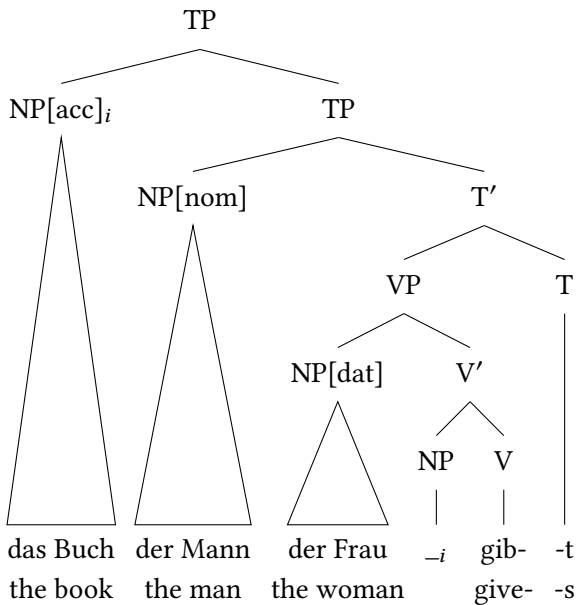 TP
NP[acc]i TP
NP[nom] T′
VP T
NP[dat] V′
NP V
das Buch der Mann der Frau _i gib- -t
the book the man the woman give- -s